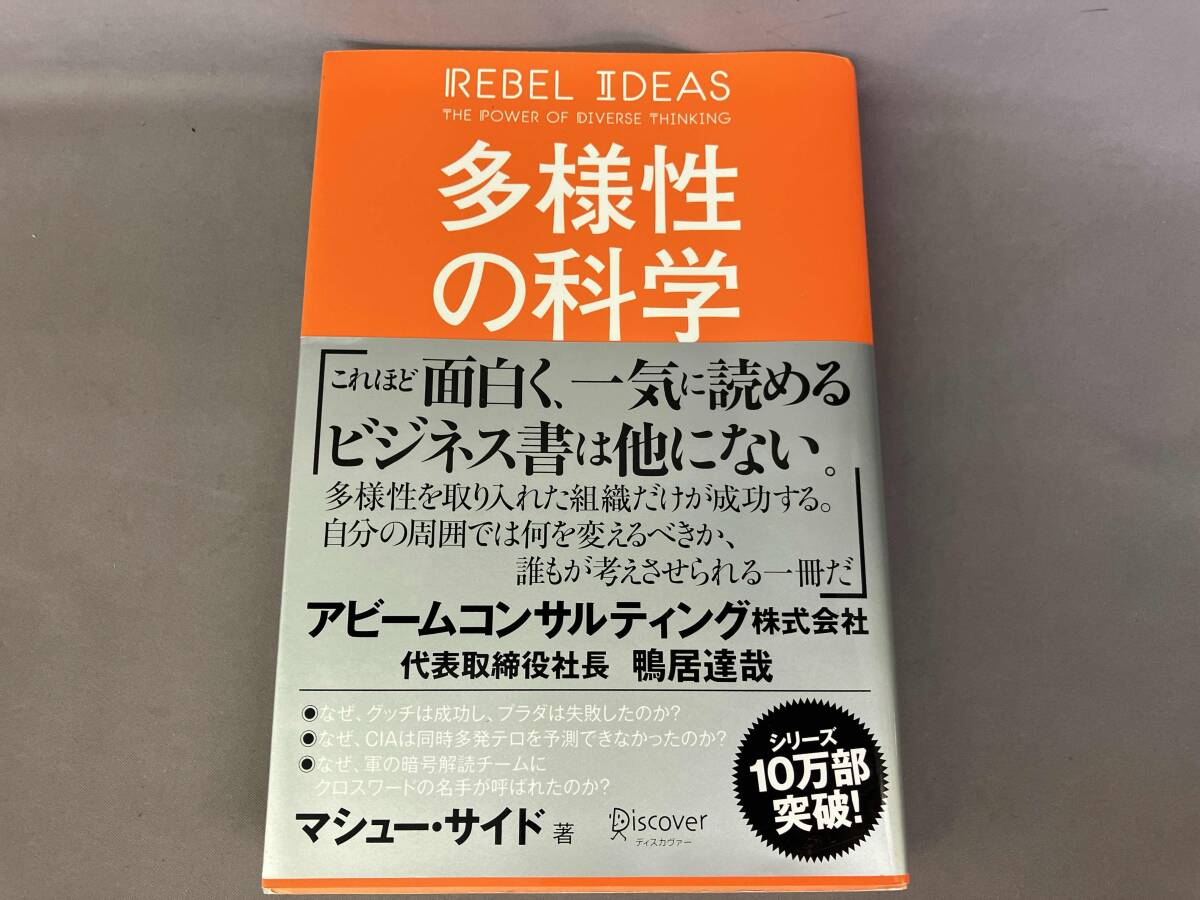 REBEL IDEAS
THE POWER OF DIVERSE THINKING
多様性
の科学
「これほど面白く、一気に読める
ビジネス書は他にない。
多様性を取り入れた組織だけが成功する。
自分の周囲では何を変えるべきか、
誰もが考えさせられる一冊だ」
アビームコンサルティング株式会社
代表取締役社長 鴨居達哉
◉なぜ、グッチは成功し、プラダは失敗したのか?
◉なぜ、CIAは同時多発テロを予測できなかったのか?
◉なぜ、軍の暗号解読チームに
クロスワードの名手が呼ばれたのか?
マシュー・サイド 著
Discover
ディスカヴァー
シリーズ
10万部
突破!